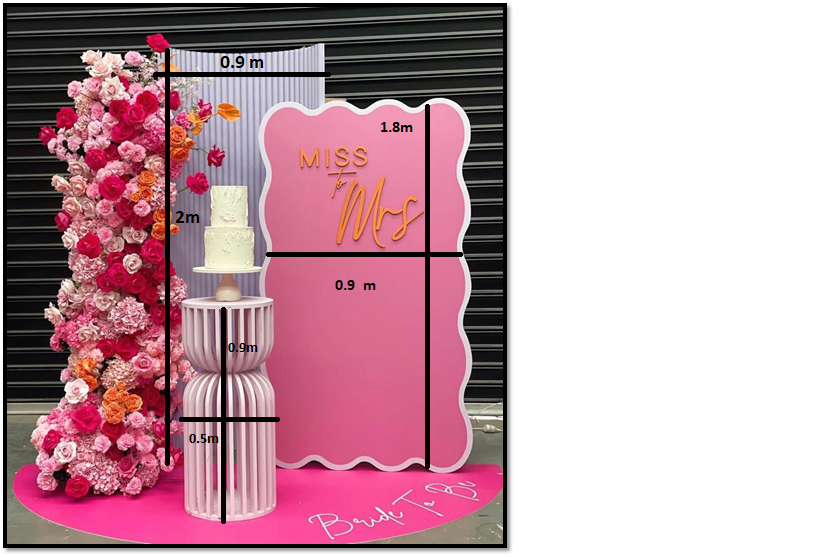 0.9 m
1.8m
MISS
to
Mrs
2m
0.9 m
0.9m
0.5m
Bride To Be